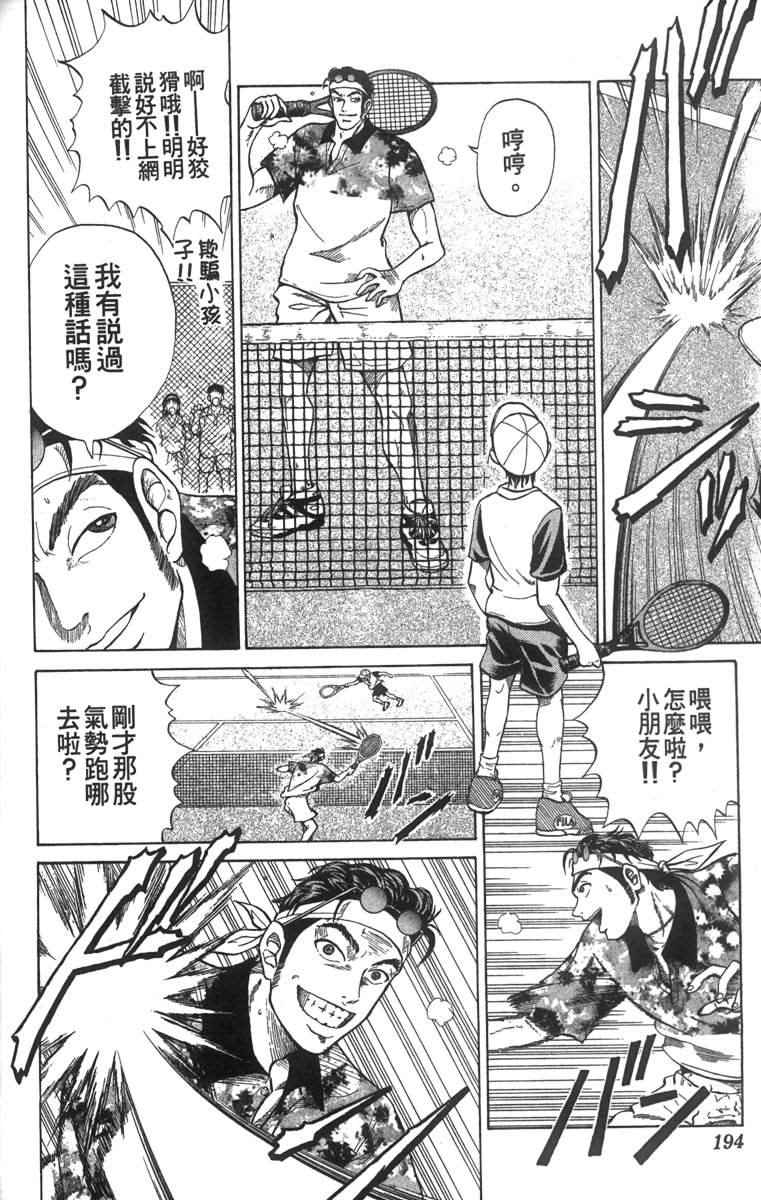 哼哼。
啊——好狡
猾哦!!明明
說好不上網
截擊的!!
欺騙小孩
子!!
我有說過
這種話嗎?
喂喂，
怎麼啦?
小朋友!!
FILA
剛才那股
氣勢跑哪
去啦?
194